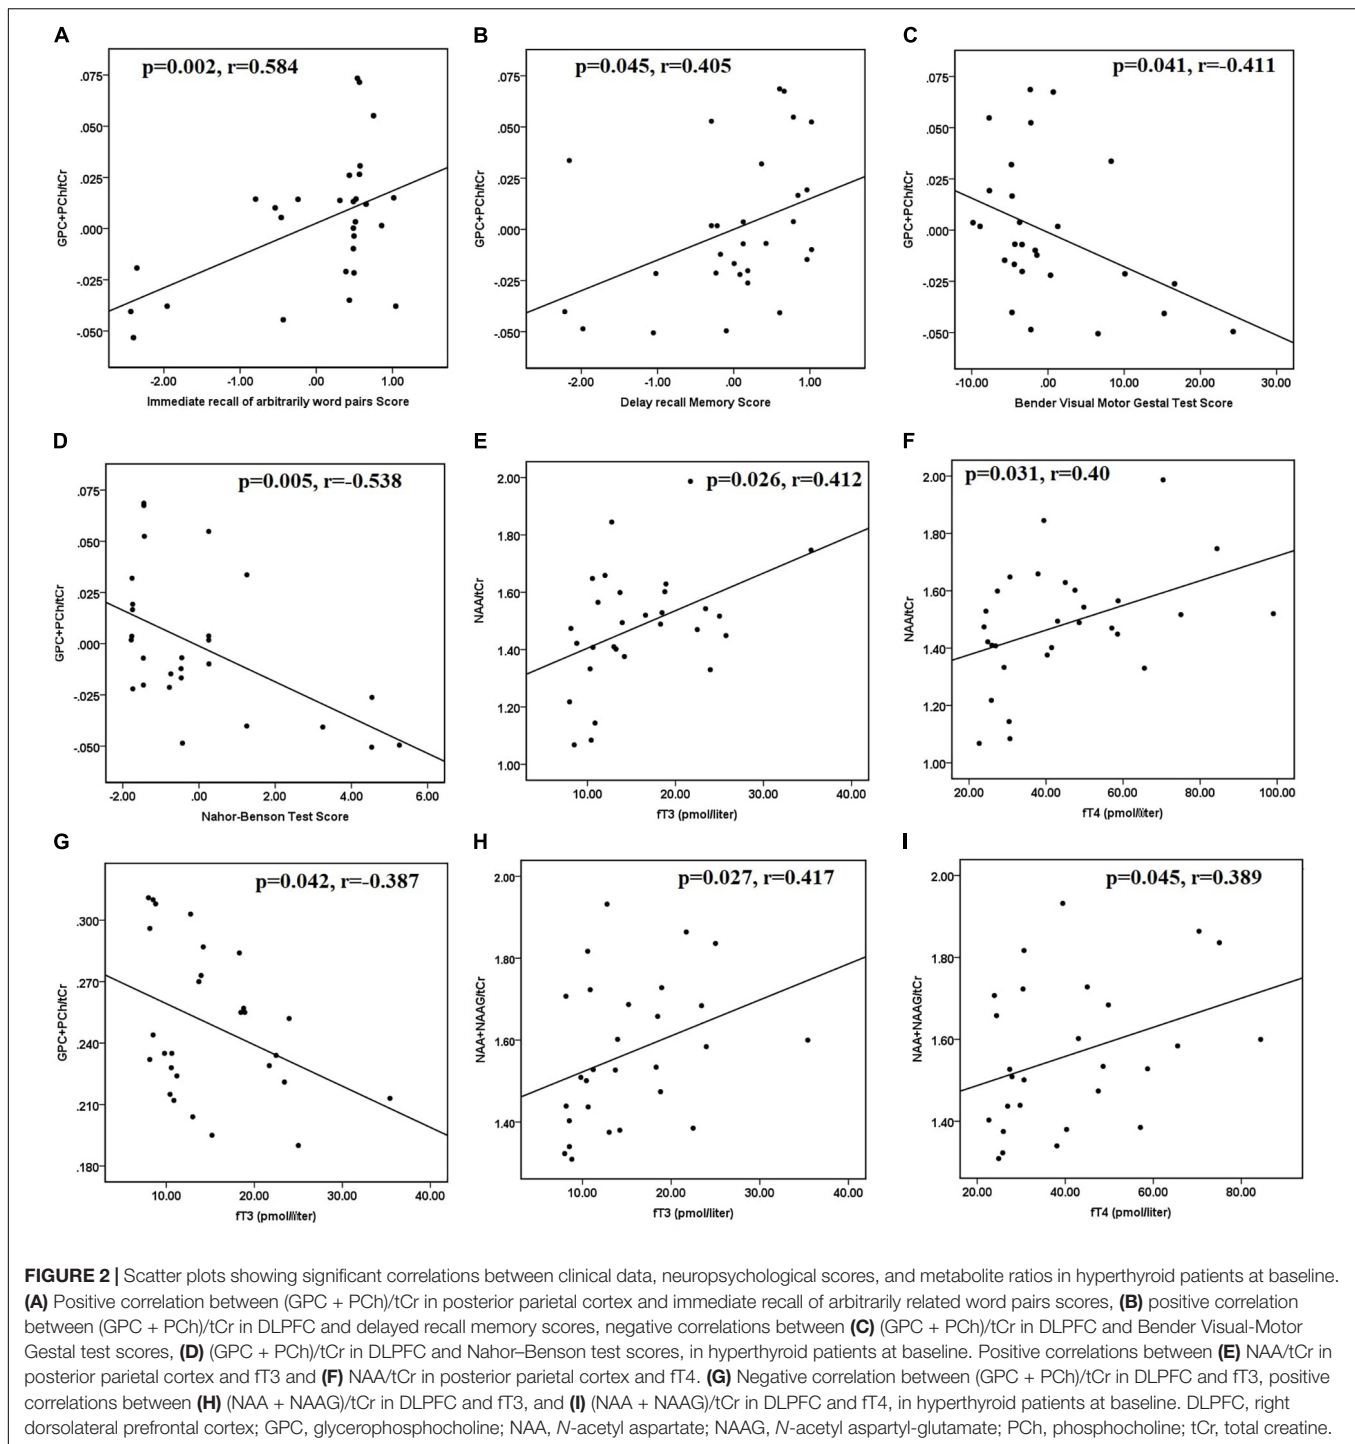 A
p=0.002, r=0.584
.075
.050
.025
.000
-.025
-.050
GPC+PCh/tCr
-2.00 -1.00 .00 1.00
Immediate recall of arbitrarily word pairs Score
B
p=0.045, r=0.405
.075
.050
.025
.000
-.025
-.050
GPC+PCh/tCr
-2.00 -1.00 .00 1.00
Delay recall Memory Score
C
p=0.041, r=-0.411
.075
.050
.025
.000
-.025
-.050
GPC+PCh/tCr
-10.00 .00 10.00 20.00 30.00
Bender Visual Motor Gestal Test Score
D
p=0.005, r=-0.538
.075
.050
.025
.000
-.025
-.050
GPC+PCh/tCr
-2.00 .00 2.00 4.00 6.00
Nahor-Benson Test Score
E
p=0.026, r=0.412
2.00
1.80
1.60
1.40
1.20
1.00
NAA/tCr
10.00 20.00 30.00 40.00
fT3 (pmol/liter)
F
p=0.031, r=0.40
2.00
1.80
1.60
1.40
1.20
1.00
NAA/tCr
20.00 40.00 60.00 80.00 100.00
fT4 (pmol/liter)
G
p=0.042, r=-0.387
.300
.270
.240
.210
.180
GPC+PCh/tCr
10.00 20.00 30.00 40.00
fT3 (pmol/liter)
H
p=0.027, r=0.417
2.00
1.80
1.60
1.40
NAA+NAAG/tCr
10.00 20.00 30.00 40.00
fT3 (pmol/liter)
I
p=0.045, r=0.389
2.00
1.80
1.60
1.40
NAA+NAAG/tCr
20.00 40.00 60.00 80.00
fT4 (pmol/liter)
FIGURE 2 | Scatter plots showing significant correlations between clinical data, neuropsychological scores, and metabolite ratios in hyperthyroid patients at baseline.
(A) Positive correlation between (GPC + PCh)/tCr in posterior parietal cortex and immediate recall of arbitrarily related word pairs scores, (B) positive correlation
between (GPC + PCh)/tCr in DLPFC and delayed recall memory scores, negative correlations between (C) (GPC + PCh)/tCr in DLPFC and Bender Visual-Motor
Gestal test scores, (D) (GPC + PCh)/tCr in DLPFC and Nahor–Benson test scores, in hyperthyroid patients at baseline. Positive correlations between (E) NAA/tCr in
posterior parietal cortex and fT3 and (F) NAA/tCr in posterior parietal cortex and fT4. (G) Negative correlation between (GPC + PCh)/tCr in DLPFC and fT3, positive
correlations between (H) (NAA + NAAG)/tCr in DLPFC and fT3, and (I) (NAA + NAAG)/tCr in DLPFC and fT4, in hyperthyroid patients at baseline. DLPFC, right
dorsolateral prefrontal cortex; GPC, glycerophosphocholine; NAA, N-acetyl aspartate; NAAG, N-acetyl aspartyl-glutamate; PCh, phosphocholine; tCr, total creatine.